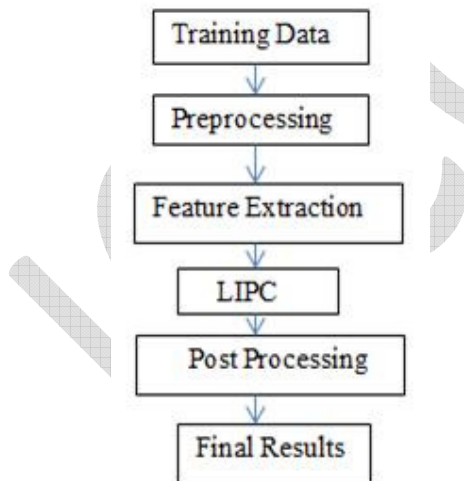 Training Data
Preprocessing
Feature Extraction
LIPC
Post Processing
Final Results